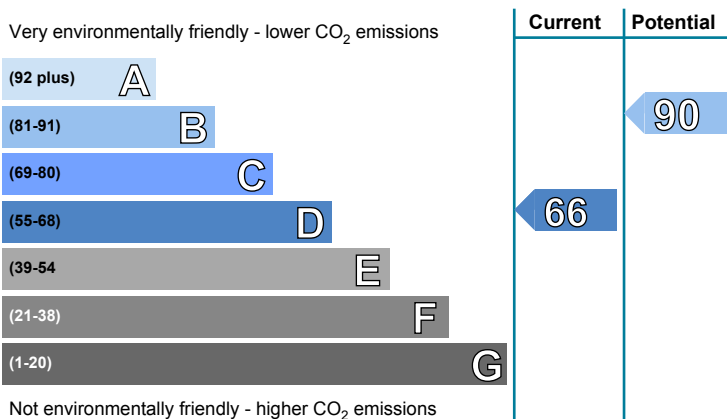 Current Potential
Very environmentally friendly - lower CO2 emissions
(92 plus) A
(81-91) B 90
(69-80) C
(55-68) D 66
(39-54 E
(21-38) F
(1-20) G
Not environmentally friendly - higher CO2 emissions